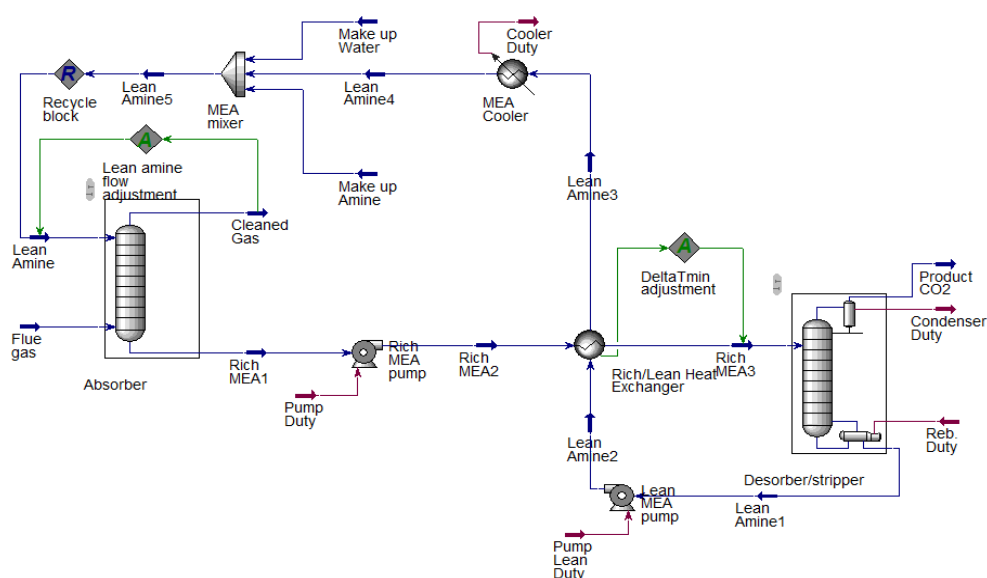 Make up
Water
Cooler
Duty
R
Recycle
block
Lean
Amine5
MEA
mixer
Lean
Amine4
MEA
Cooler
Product
CO2
A
Lean amine
flow
adjustment
Make up
Amine
Lean
Amine3
Cleaned
Gas
Lean
Amine
A
DeltaTmin
adjustment
Condenser
Duty
Flue
gas
Rich
MEA1
Rich
MEA
pump
Rich
MEA2
Rich/Lean Heat
Exchanger
Rich
MEA3
Absorber
Pump
Duty
Lean
Amine2
Reb.
Duty
Desorber/stripper
Lean
MEA
pump
Lean
Amine1
Pump
Lean
Duty